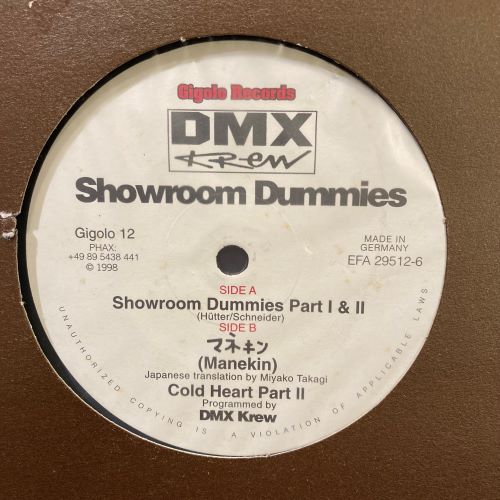 Gigolo Records
DMX
KREW
Showroom Dummies
Gigolo 12
PHAX:
+49 89 5438 441
© 1998
MADE IN
GERMANY
EFA 29512-6
SIDE A
Showroom Dummies Part I & II
(Hütter/Schneider)
SIDE B
マネキン
(Manekin)
Japanese translation by Miyako Takagi
Cold Heart Part II
Programmed by
DMX Krew
UNAUTHORIZED COPYING IS A VIOLATION OF APPLICABLE LAWS